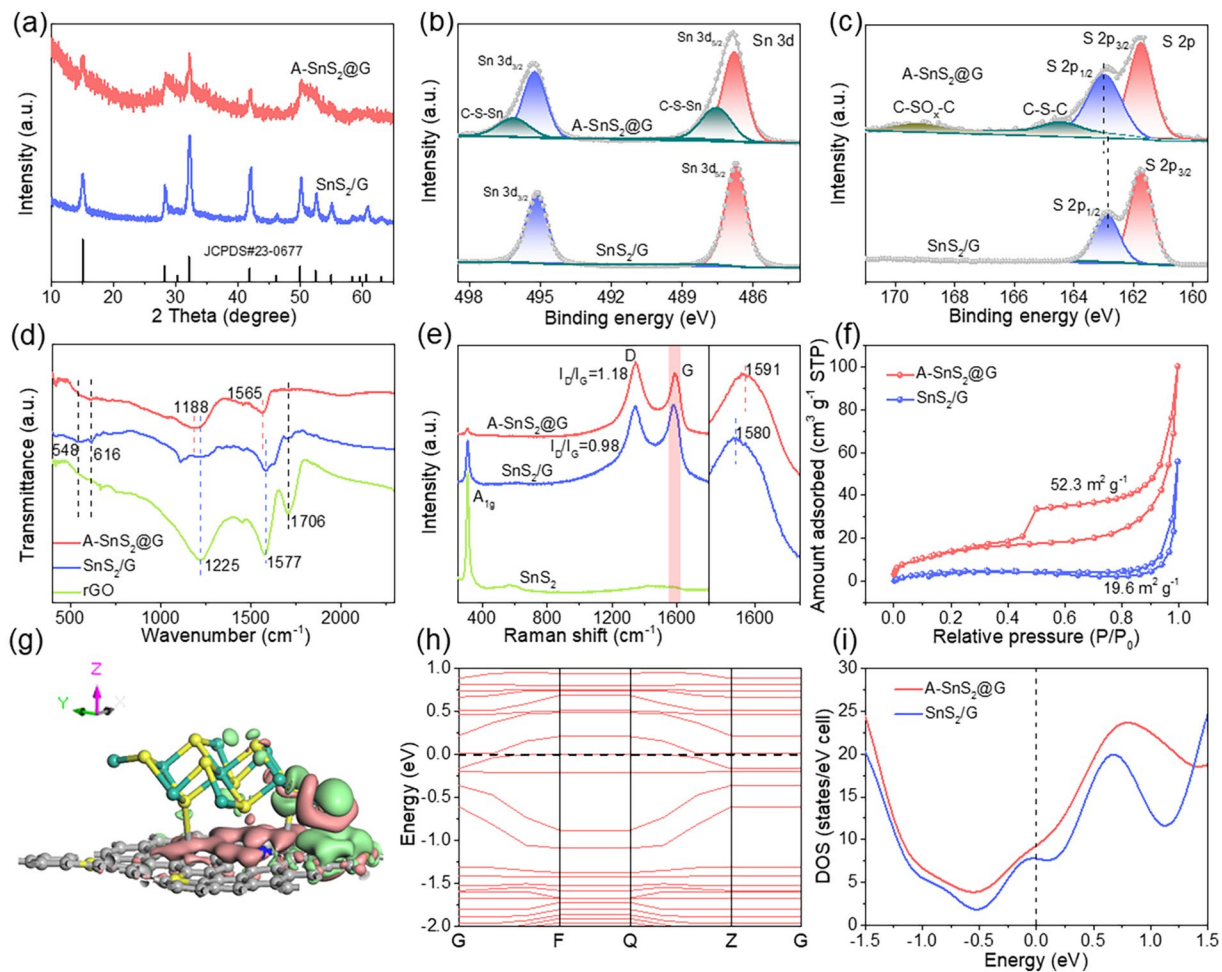 (a)
Intensity (a.u.)
A-SnS₂@G
SnS₂/G
JCPDS#23-0677
10 20 30 40 50 60
2 Theta (degree)
(b)
Intensity (a.u.)
Sn 3d₃/₂
Sn 3d₅/₂
Sn 3d
C-S-Sn
C-S-Sn
A-SnS₂@G
Sn 3d₃/₂
Sn 3d₅/₂
SnS₂/G
498 495 492 489 486
Binding energy (eV)
(c)
Intensity (a.u.)
S 2p₃/₂
S 2p
S 2p₁/₂
A-SnS₂@G
C-SOₓ-C
C-S-C
S 2p₃/₂
S 2p₁/₂
SnS₂/G
170 168 166 164 162 160
Binding energy (eV)
(d)
Transmittance (a.u.)
1565
1188
548
616
1706
1225
1577
A-SnS₂@G
SnS₂/G
rGO
500 1000 1500 2000
Wavenumber (cm⁻¹)
(e)
Intensity (a.u.)
D
G
I_D/I_G=1.18
A-SnS₂@G
I_D/I_G=0.98
SnS₂/G
A₁g
SnS₂
1591
1580
400 800 1200 1600
1600
Raman shift (cm⁻¹)
(f)
Amount adsorbed (cm³ g⁻¹ STP)
100
80
60
40
20
0
A-SnS₂@G
SnS₂/G
52.3 m² g⁻¹
19.6 m² g⁻¹
0.0 0.2 0.4 0.6 0.8 1.0
Relative pressure (P/P₀)
(g)
Z
Y
X
(h)
Energy (eV)
1.0
0.5
0.0
-0.5
-1.0
-1.5
-2.0
G F Q Z G
(i)
DOS (states/eV cell)
30
25
20
15
10
5
0
A-SnS₂@G
SnS₂/G
-1.5 -1.0 -0.5 0.0 0.5 1.0 1.5
Energy (eV)